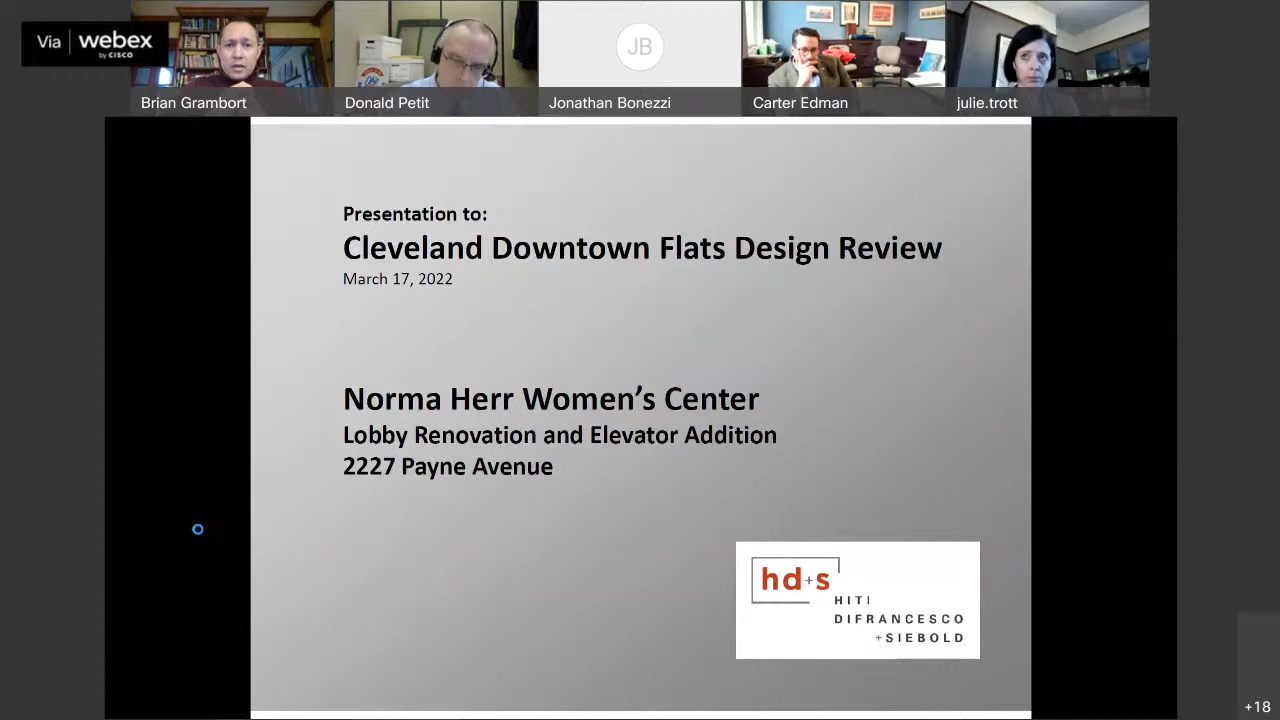 Via | webex
by CISCO
JB
Brian Grambort
Donald Petit
Jonathan Bonezzi
Carter Edman
julie.trott
Presentation to:
Cleveland Downtown Flats Design Review
March 17, 2022
Norma Herr Women’s Center
Lobby Renovation and Elevator Addition
2227 Payne Avenue
hd+s
HITI
DIFRANCESCO
+SIEBOLD
+18